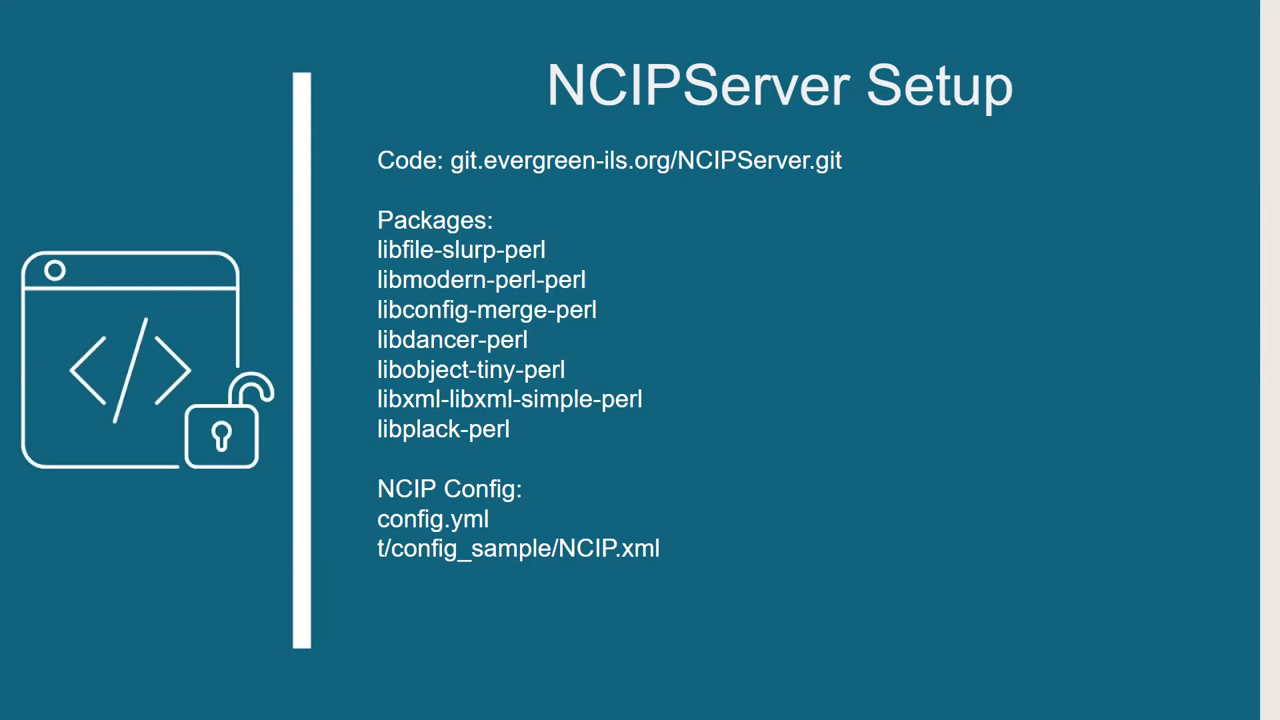 NCIPServer Setup
Code: git.evergreen-ils.org/NCIPServer.git
Packages:
libfile-slurp-perl
libmodern-perl-perl
libconfig-merge-perl
libdancer-perl
libobject-tiny-perl
libxml-libxml-simple-perl
libplack-perl
NCIP Config:
config.yml
t/config_sample/NCIP.xml